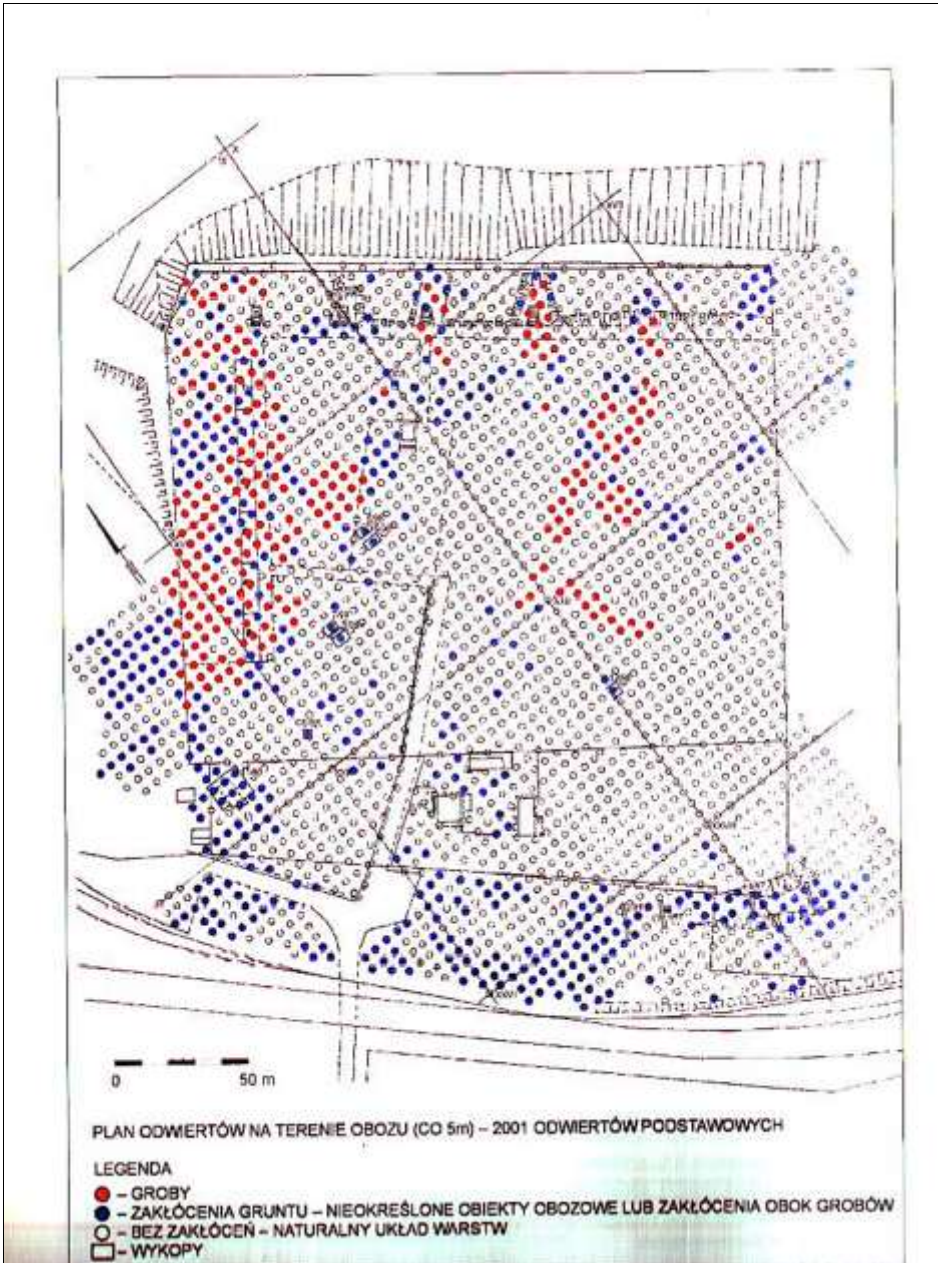 0 50 m
PLAN ODWIERTÓW NA TERENIE OBOZU (CO 5m) – 2001 ODWIERTÓW PODSTAWOWYCH
LEGENDA
– GROBY
– ZAKŁÓCENIA GRUNTU – NIEOKREŚLONE OBIEKTY OBOZOWE LUB ZAKŁÓCENIA OBOK GROBÓW
– BEZ ZAKŁÓCEŃ – NATURALNY UKŁAD WARSTW
– WYKOPY